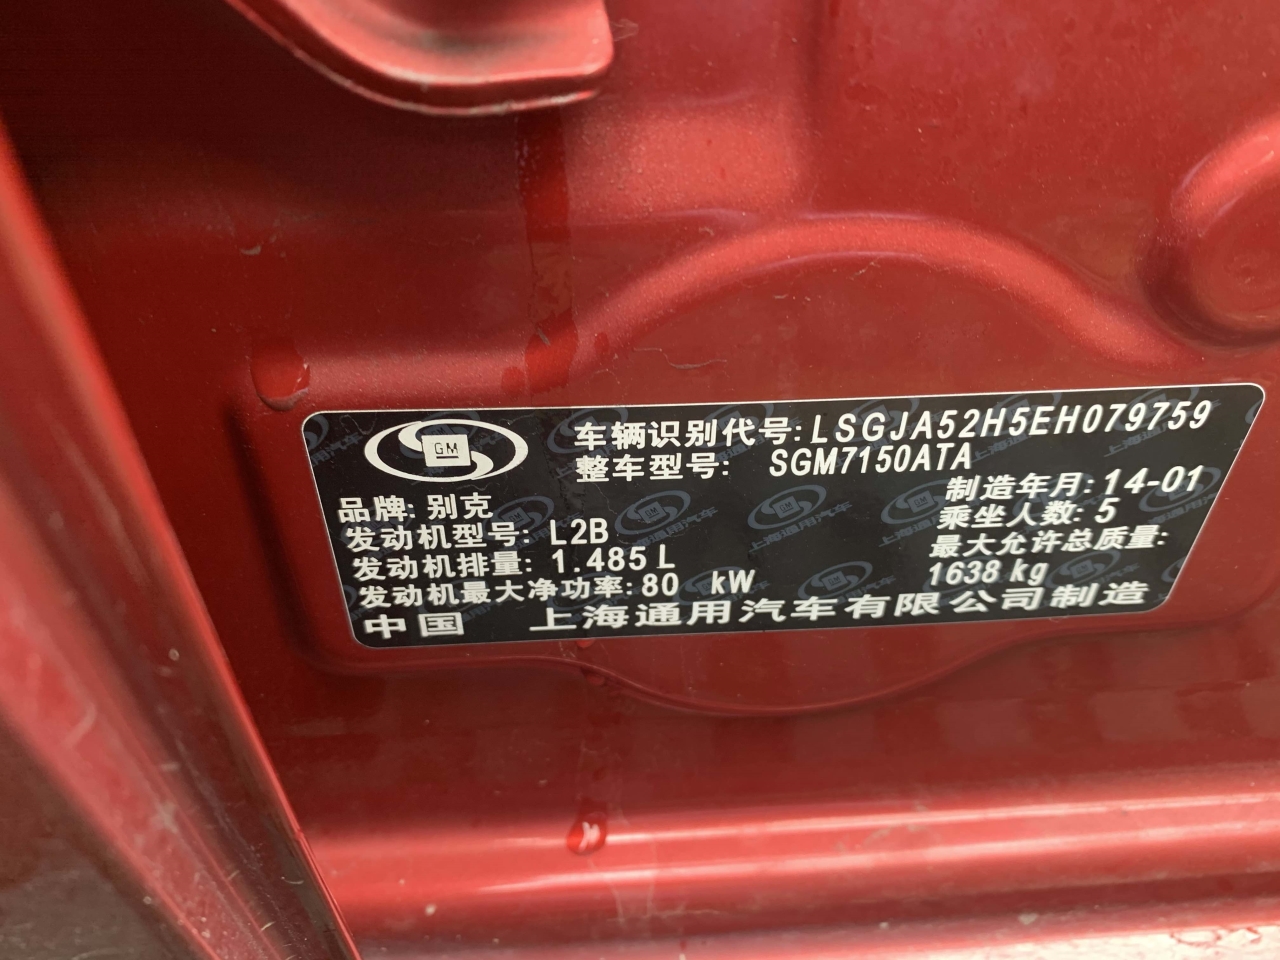 GM
车辆识别代号: LSGJA52H5EH079759
整车型号: SGM7150ATA
品牌: 别克
制造年月: 14-01
发动机型号: L2B
乘坐人数: 5
发动机排量: 1.485 L
最大允许总质量:
1638 kg
发动机最大净功率: 80 kW
中国 上海通用汽车有限公司制造